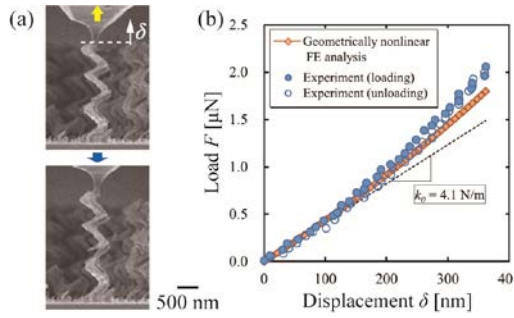 (a)
δ
500 nm
(b)
Geometrically nonlinear
FE analysis
Experiment (loading)
Experiment (unloading)
k₀ = 4.1 N/m
Load F [μN]
2.5
2.0
1.5
1.0
0.5
0.0
0 100 200 300 400
Displacement δ [nm]